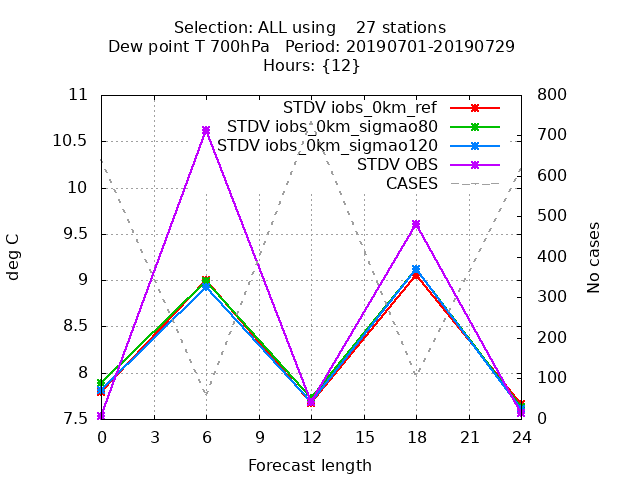 Selection: ALL using    27 stations
Dew point T 700hPa   Period: 20190701-20190729
Hours: {12}
STDV iobs_0km_ref
STDV iobs_0km_sigmao80
STDV iobs_0km_sigmao120
STDV OBS
CASES
11
10.5
10
9.5
9
8.5
8
7.5
deg C
800
700
600
500
400
300
200
100
0
No cases
0 3 6 9 12 15 18 21 24
Forecast length